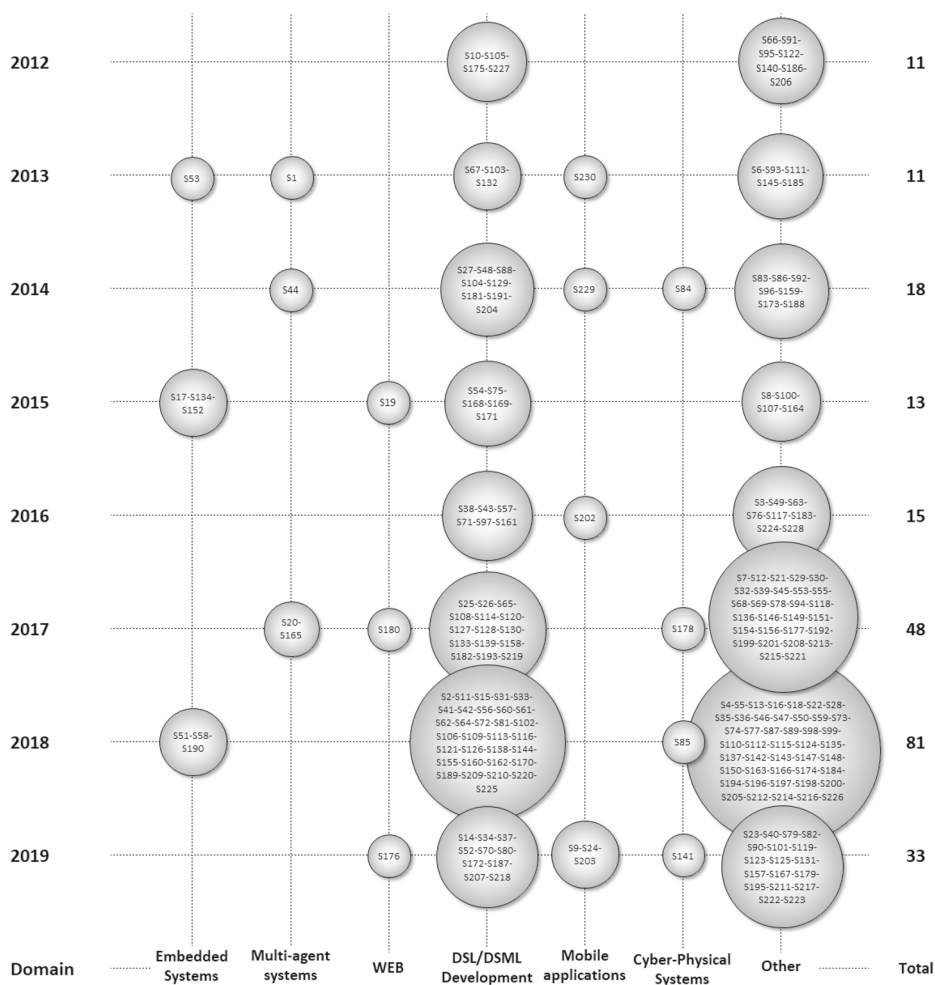 2012
S10-S105-
S175-S227
S66-S91-
S95-S122-
S140-S186-
S206
11
2013
S53
S1
S67-S103-
S132
S230
S6-S93-S111-
S145-S185
11
2014
S44
S27-S48-S88-
S104-S129-
S181-S191-
S204
S229
S84
S83-S86-S92-
S96-S159-
S173-S188
18
2015
S17-S134-
S152
S19
S54-S75-
S168-S169-
S171
S8-S100-
S107-S164
13
2016
S38-S43-S57-
S71-S97-S161
S202
S3-S49-S63-
S76-S117-S183-
S224-S228
15
2017
S20-
S165
S180
S25-S26-S65-
S108-S114-S120-
S127-S128-S130-
S133-S139-S158-
S182-S193-S219
S178
S7-S12-S21-S29-S30-
S32-S39-S45-S53-S55-
S68-S69-S78-S94-S118-
S136-S146-S149-S151-
S154-S156-S177-S192-
S199-S201-S208-S213-
S215-S221
48
2018
S51-S58-
S190
S2-S11-S15-S31-S33-
S41-S42-S56-S60-S61-
S62-S64-S72-S81-S102-
S106-S109-S113-S116-
S121-S126-S138-S144-
S155-S160-S162-S170-
S189-S209-S210-S220-
S225
S85
S4-S5-S13-S16-S18-S22-S28-
S35-S36-S46-S47-S50-S59-S73-
S74-S77-S87-S89-S98-S99-
S110-S112-S115-S124-S135-
S137-S142-S143-S147-S148-
S150-S163-S166-S174-S184-
S194-S196-S197-S198-S200-
S205-S212-S214-S216-S226
81
2019
S176
S14-S34-S37-
S52-S70-S80-
S172-S187-
S207-S218
S9-S24-
S203
S141
S23-S40-S79-S82-
S90-S101-S119-
S123-S125-S131-
S157-S167-S179-
S195-S211-S217-
S222-S223
33
Domain
Embedded
Systems
Multi-agent
systems
WEB
DSL/DSML
Development
Mobile
applications
Cyber-Physical
Systems
Other
Total